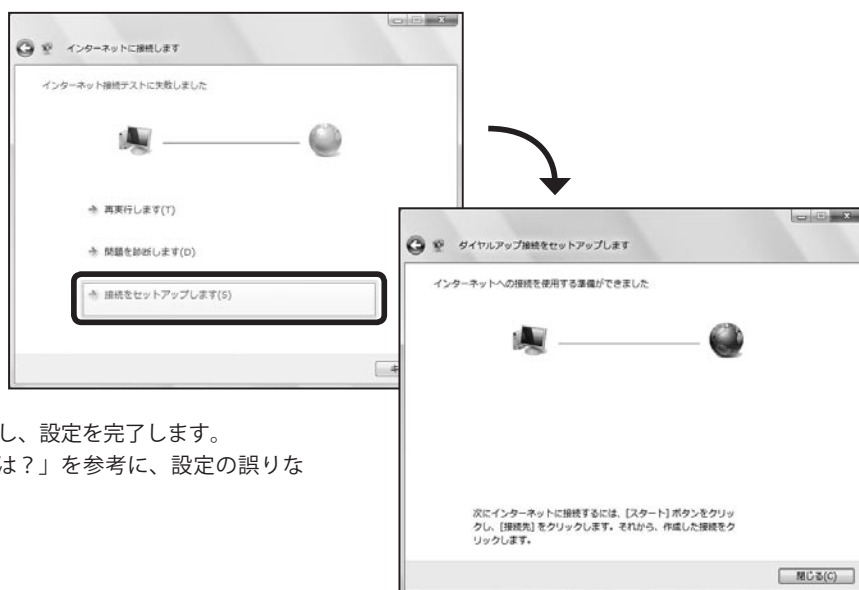 インターネットに接続します
インターネット接続テストに失敗しました
再実行します(T)
問題を診断します(D)
接続をセットアップします(S)
ダイヤルアップ接続をセットアップします
インターネットへの接続を使用する準備ができました
次にインターネットに接続するには、[スタート] ボタンをクリッ
クし、[接続先] をクリックします。それから、作成した接続をク
リックします。
閉じる(C)
し、設定を完了します。
は？」を参考に、設定の誤りな